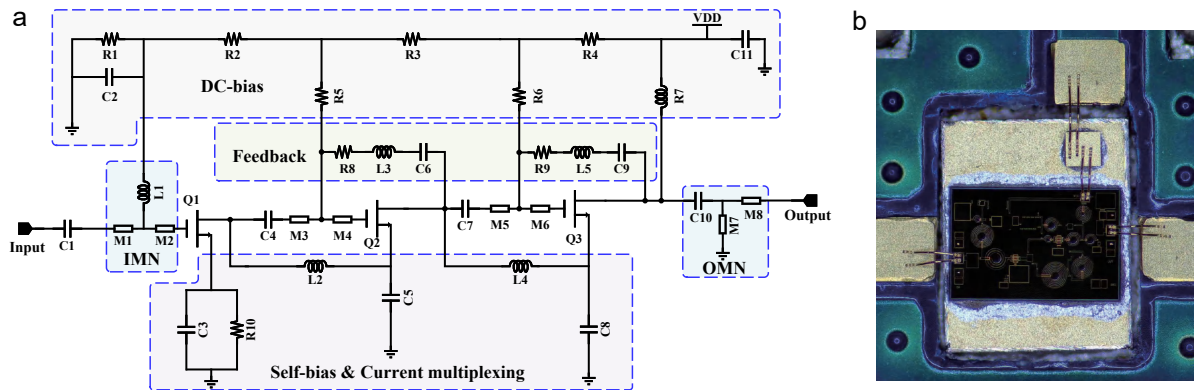 a
b
VDD
R1
R2
R3
R4
C11
C2
DC-bias
R5
R6
R7
Feedback
R8
L3
C6
R9
L5
C9
L1
Q1
Input
C1
M1
M2
IMN
C4
M3
M4
Q2
C7
M5
M6
Q3
C10
M7
M8
Output
OMN
L2
L4
C3
R10
C5
C8
Self-bias & Current multiplexing